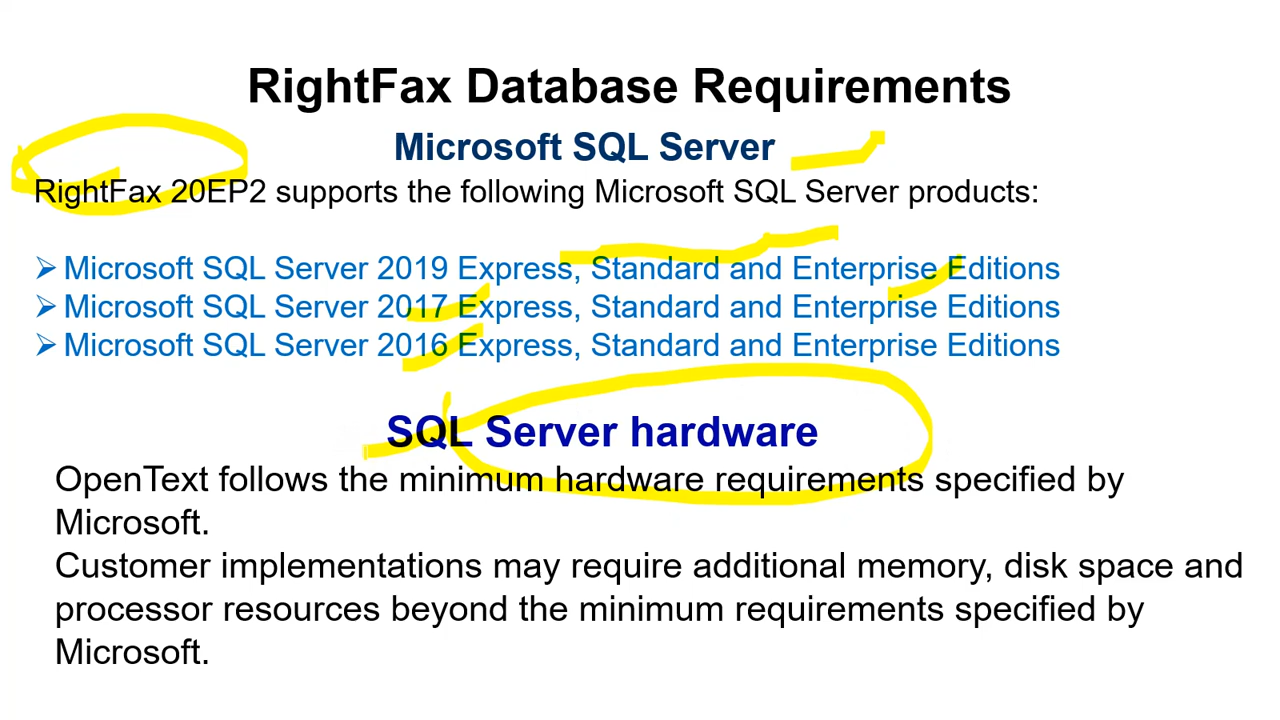 RightFax Database Requirements
Microsoft SQL Server
RightFax 20EP2 supports the following Microsoft SQL Server products:
➢ Microsoft SQL Server 2019 Express, Standard and Enterprise Editions
➢ Microsoft SQL Server 2017 Express, Standard and Enterprise Editions
➢ Microsoft SQL Server 2016 Express, Standard and Enterprise Editions
SQL Server hardware
OpenText follows the minimum hardware requirements specified by
Microsoft.
Customer implementations may require additional memory, disk space and
processor resources beyond the minimum requirements specified by
Microsoft.